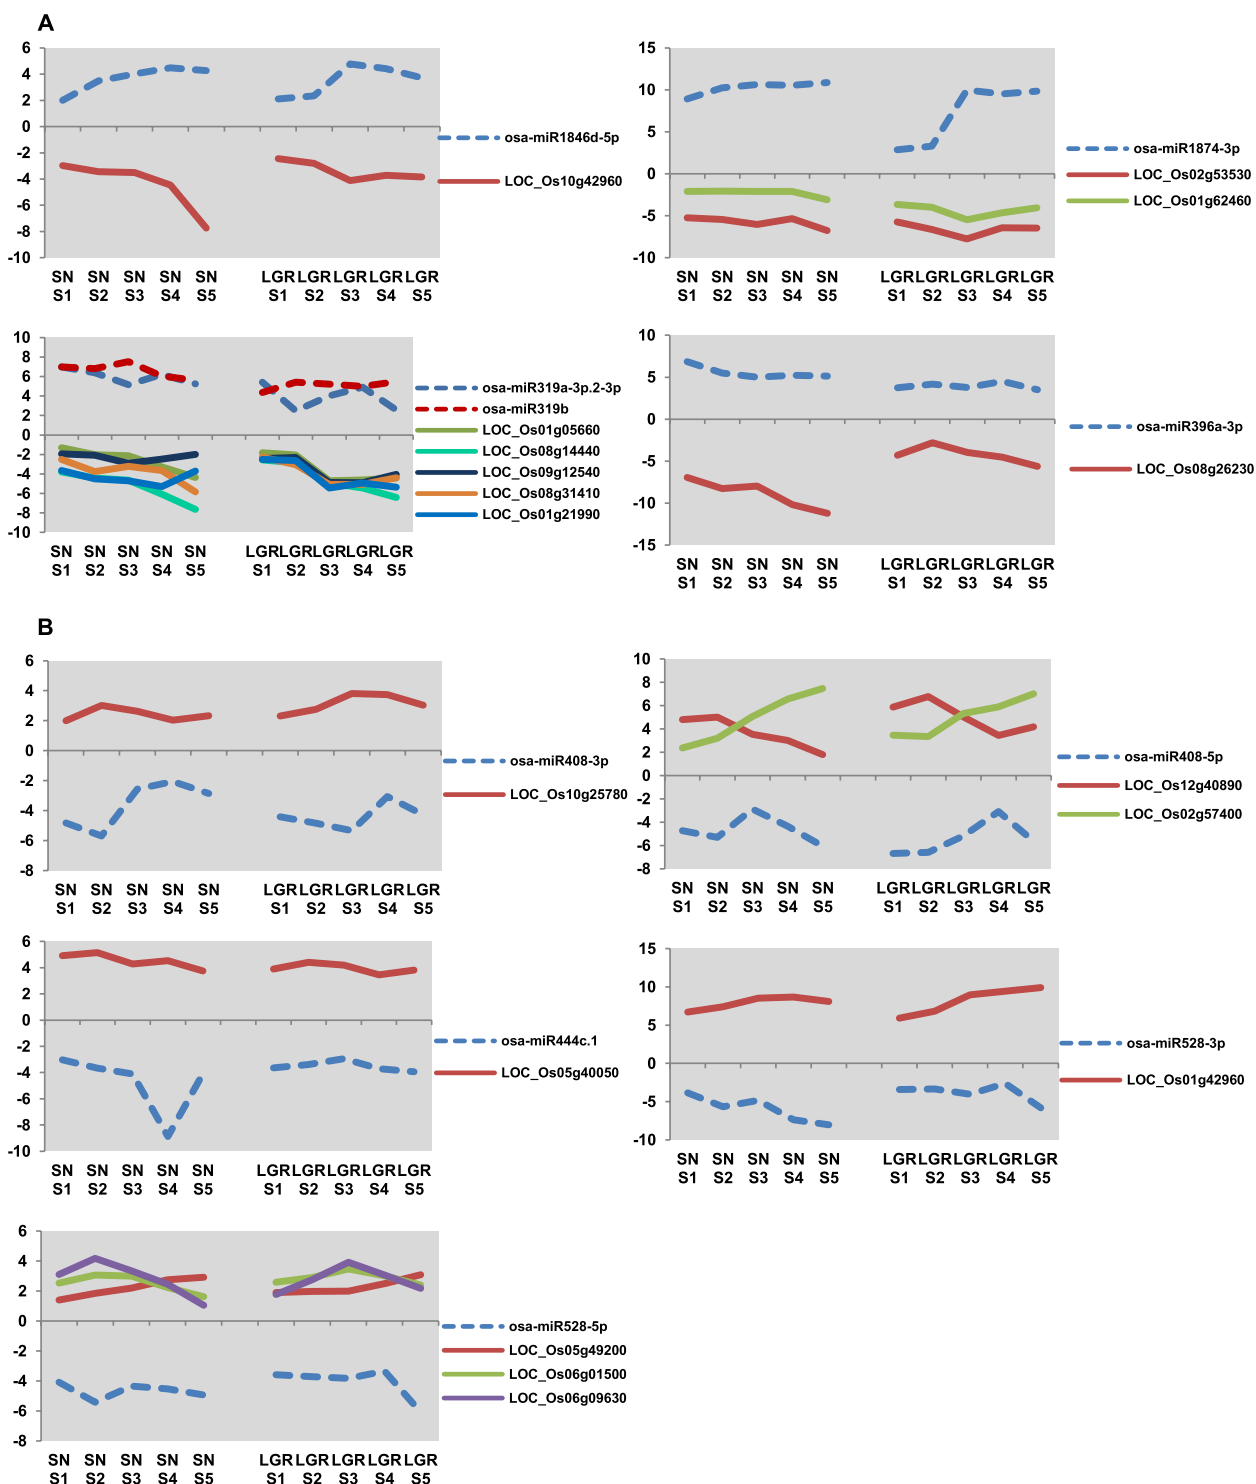 A
6
4
2
0
-2
-4
-6
-8
-10
SN SN SN SN SN LGR LGR LGR LGR LGR
S1 S2 S3 S4 S5 S1 S2 S3 S4 S5
osa-miR1846d-5p
LOC_Os10g42960
15
10
5
0
-5
-10
SN SN SN SN SN LGR LGR LGR LGR LGR
S1 S2 S3 S4 S5 S1 S2 S3 S4 S5
osa-miR1874-3p
LOC_Os02g53530
LOC_Os01g62460
10
8
6
4
2
0
-2
-4
-6
-8
-10
SN SN SN SN SN LGR LGR LGR LGR LGR
S1 S2 S3 S4 S5 S1 S2 S3 S4 S5
osa-miR319a-3p.2-3p
osa-miR319b
LOC_Os01g05660
LOC_Os08g14440
LOC_Os09g12540
LOC_Os08g31410
LOC_Os01g21990
10
5
0
-5
-10
-15
SN SN SN SN SN LGR LGR LGR LGR LGR
S1 S2 S3 S4 S5 S1 S2 S3 S4 S5
osa-miR396a-3p
LOC_Os08g26230
B
6
4
2
0
-2
-4
-6
-8
SN SN SN SN SN LGR LGR LGR LGR LGR
S1 S2 S3 S4 S5 S1 S2 S3 S4 S5
osa-miR408-3p
LOC_Os10g25780
10
8
6
4
2
0
-2
-4
-6
-8
SN SN SN SN SN LGR LGR LGR LGR LGR
S1 S2 S3 S4 S5 S1 S2 S3 S4 S5
osa-miR408-5p
LOC_Os12g40890
LOC_Os02g57400
6
4
2
0
-2
-4
-6
-8
-10
SN SN SN SN SN LGR LGR LGR LGR LGR
S1 S2 S3 S4 S5 S1 S2 S3 S4 S5
osa-miR444c.1
LOC_Os05g40050
15
10
5
0
-5
-10
SN SN SN SN SN LGR LGR LGR LGR LGR
S1 S2 S3 S4 S5 S1 S2 S3 S4 S5
osa-miR528-3p
LOC_Os01g42960
6
4
2
0
-2
-4
-6
-8
SN SN SN SN SN LGR LGR LGR LGR LGR
S1 S2 S3 S4 S5 S1 S2 S3 S4 S5
osa-miR528-5p
LOC_Os05g49200
LOC_Os06g01500
LOC_Os06g09630